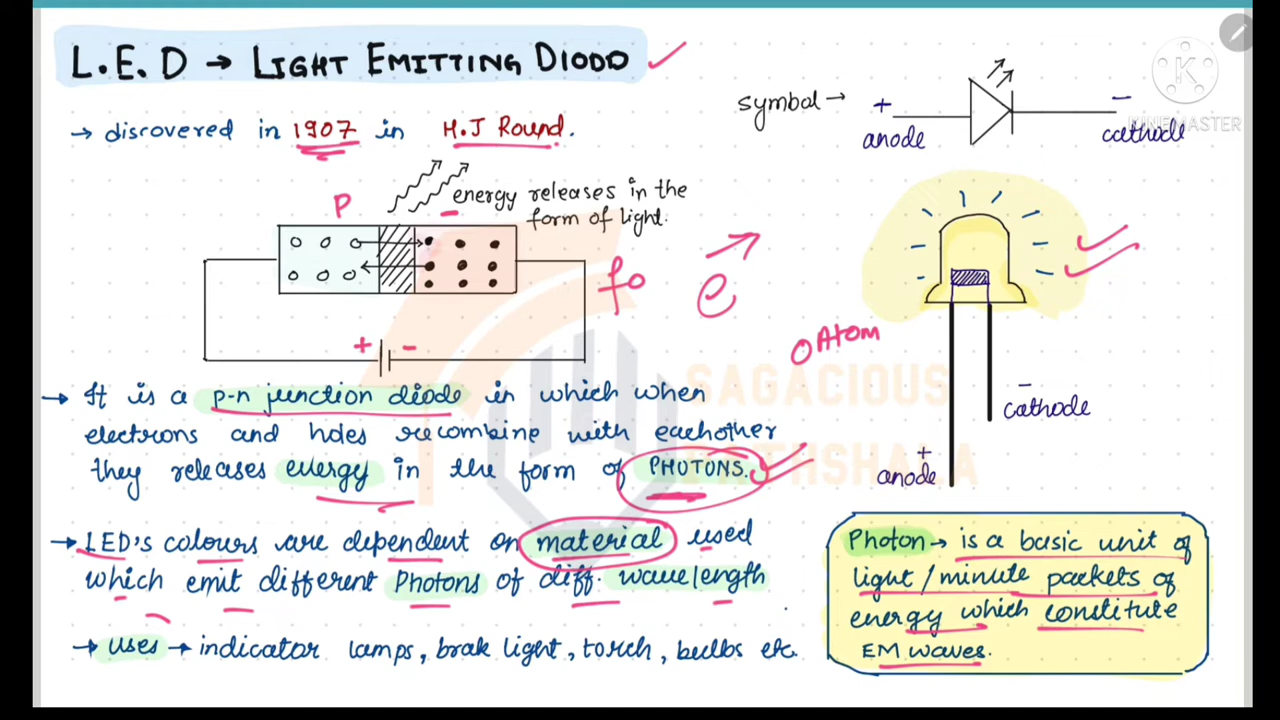 L.E.D → LIGHT EMITTING DIODO
→ discovered in 1907 in H.J Round.
symbol →
+
anode
-
cathode
KINEMASTER
K
P
-
energy releases in the
form of light.
fo
e
+
-
O Atom
SAGACIOUS
PATHSHALA
→ It is a p-n junction diode in which when
electrons and holes recombine with eachother
they releases energy in the form of PHOTONS.
→ LED's colours are dependent on material used
which emit different Photons of diff. wavelength
→ uses → indicator lamps, brak light, torch, bulbs etc.
-
cathode
+
anode
Photon → is a basic unit of
light/minute packets of
energy which constitute
EM waves.